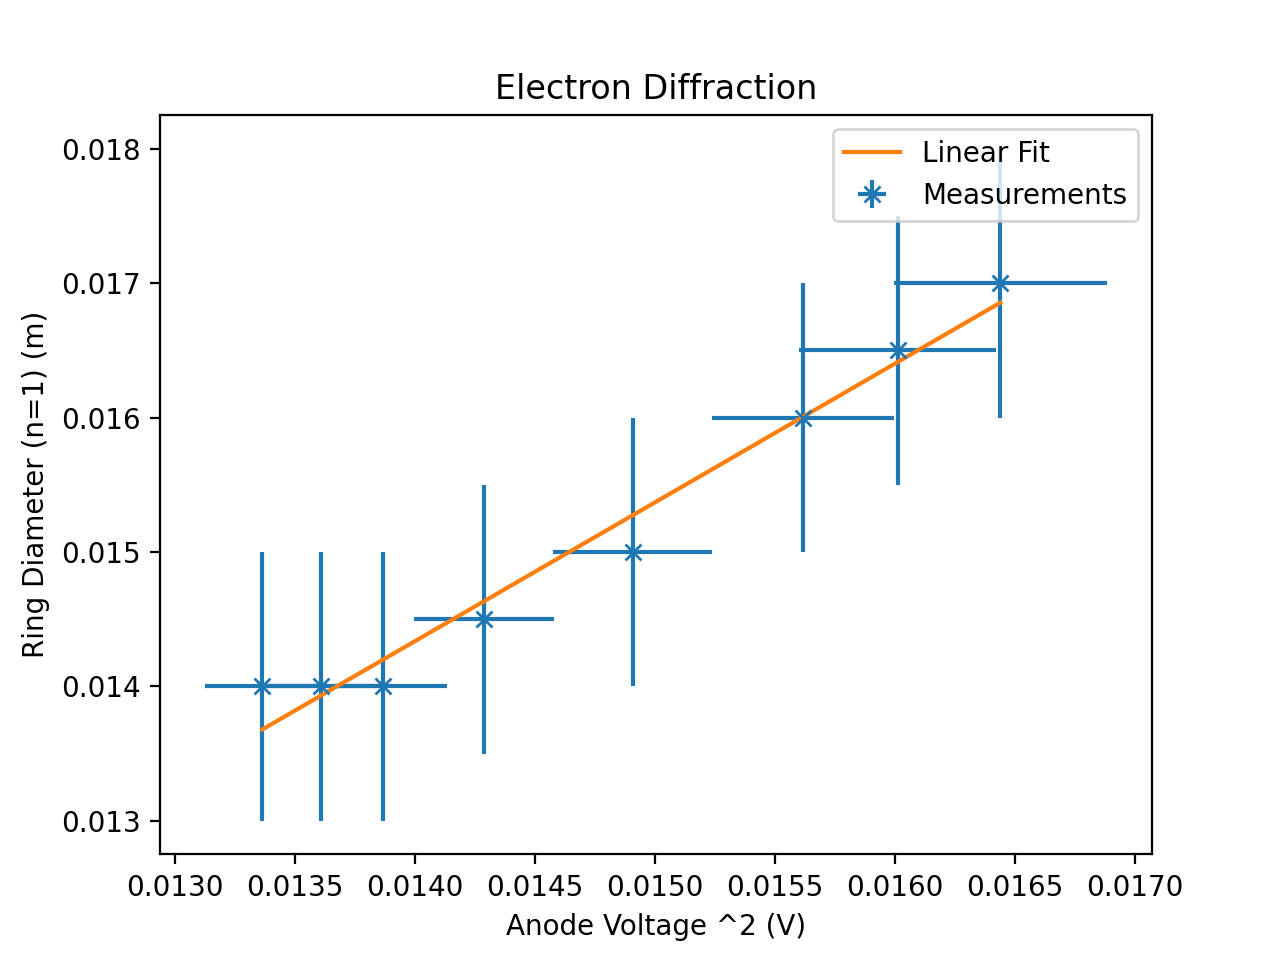 Electron Diffraction
Linear Fit
Measurements
0.018
0.017
0.016
0.015
0.014
0.013
Ring Diameter (n=1) (m)
0.0130 0.0135 0.0140 0.0145 0.0150 0.0155 0.0160 0.0165 0.0170
Anode Voltage ^2 (V)